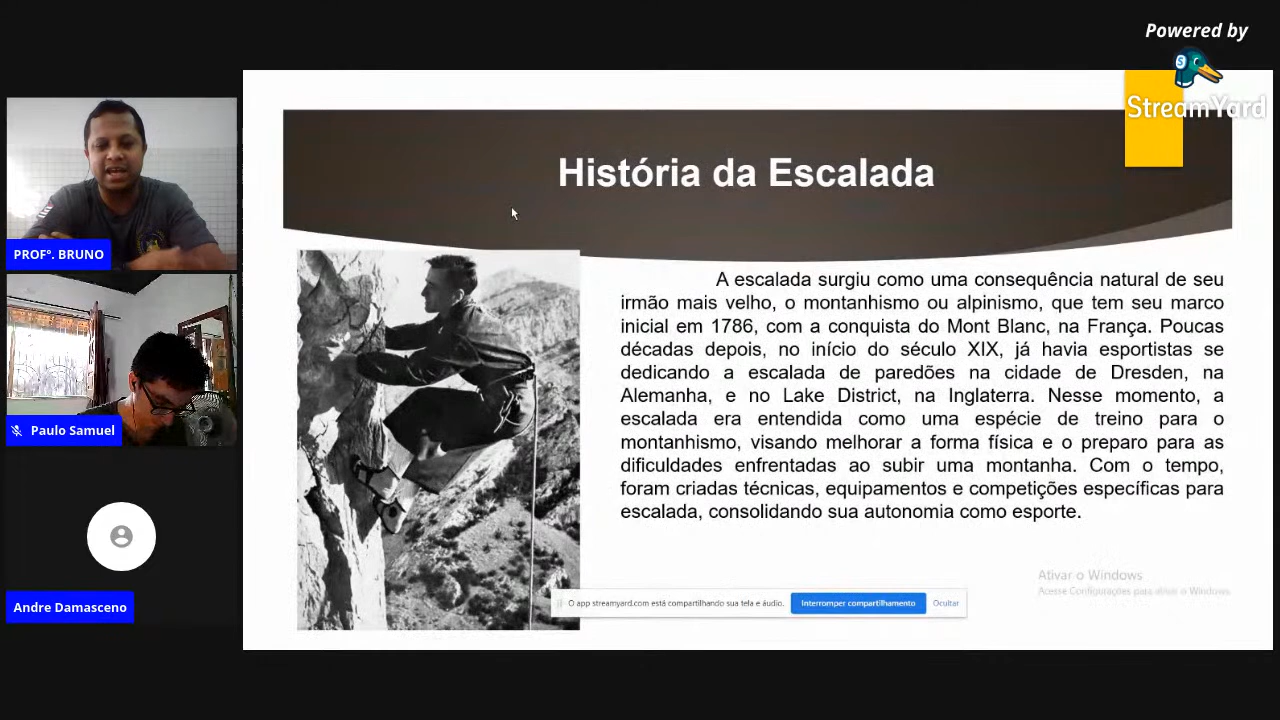 Powered by
StreamYard
História da Escalada
PROFº. BRUNO
Paulo Samuel
Andre Damasceno
A escalada surgiu como uma consequência natural de seu
irmão mais velho, o montanhismo ou alpinismo, que tem seu marco
inicial em 1786, com a conquista do Mont Blanc, na França. Poucas
décadas depois, no início do século XIX, já havia esportistas se
dedicando a escalada de paredões na cidade de Dresden, na
Alemanha, e no Lake District, na Inglaterra. Nesse momento, a
escalada era entendida como uma espécie de treino para o
montanhismo, visando melhorar a forma física e o preparo para as
dificuldades enfrentadas ao subir uma montanha. Com o tempo,
foram criadas técnicas, equipamentos e competições específicas para
escalada, consolidando sua autonomia como esporte.
Ativar o Windows
Acesse Configurações para ativar o Windows.
O app streamyard.com está compartilhando sua tela e áudio.
Interromper compartilhamento
Ocultar